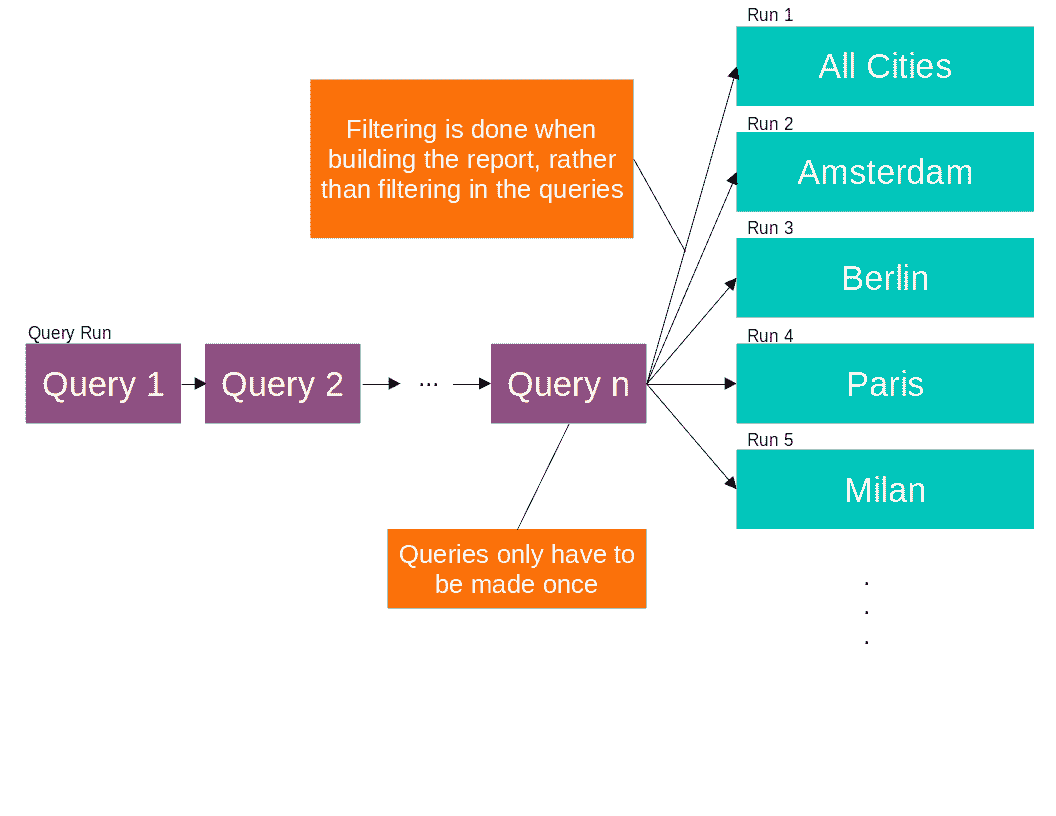 Run 1
All Cities
Filtering is done when
building the report, rather
than filtering in the queries
Run 2
Amsterdam
Run 3
Berlin
Query Run
Query 1
Query 2
...
Query n
Run 4
Paris
Run 5
Milan
Queries only have to
be made once
.
.
.